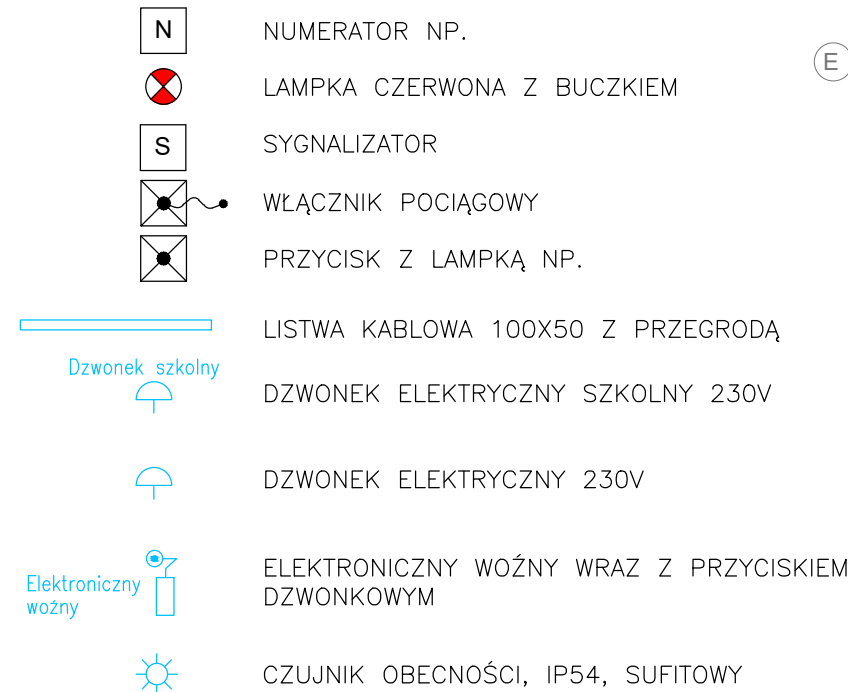 N NUMERATOR NP.
E
LAMPKA CZERWONA Z BUCZKIEM
S SYGNALIZATOR
WŁĄCZNIK POCIĄGOWY
PRZYCISK Z LAMPKĄ NP.
LISTWA KABLOWA 100X50 Z PRZEGRODĄ
Dzwonek szkolny
DZWONEK ELEKTRYCZNY SZKOLNY 230V
DZWONEK ELEKTRYCZNY 230V
Elektroniczny
woźny
ELEKTRONICZNY WOŹNY WRAZ Z PRZYCISKIEM
DZWONKOWYM
CZUJNIK OBECNOŚCI, IP54, SUFITOWY